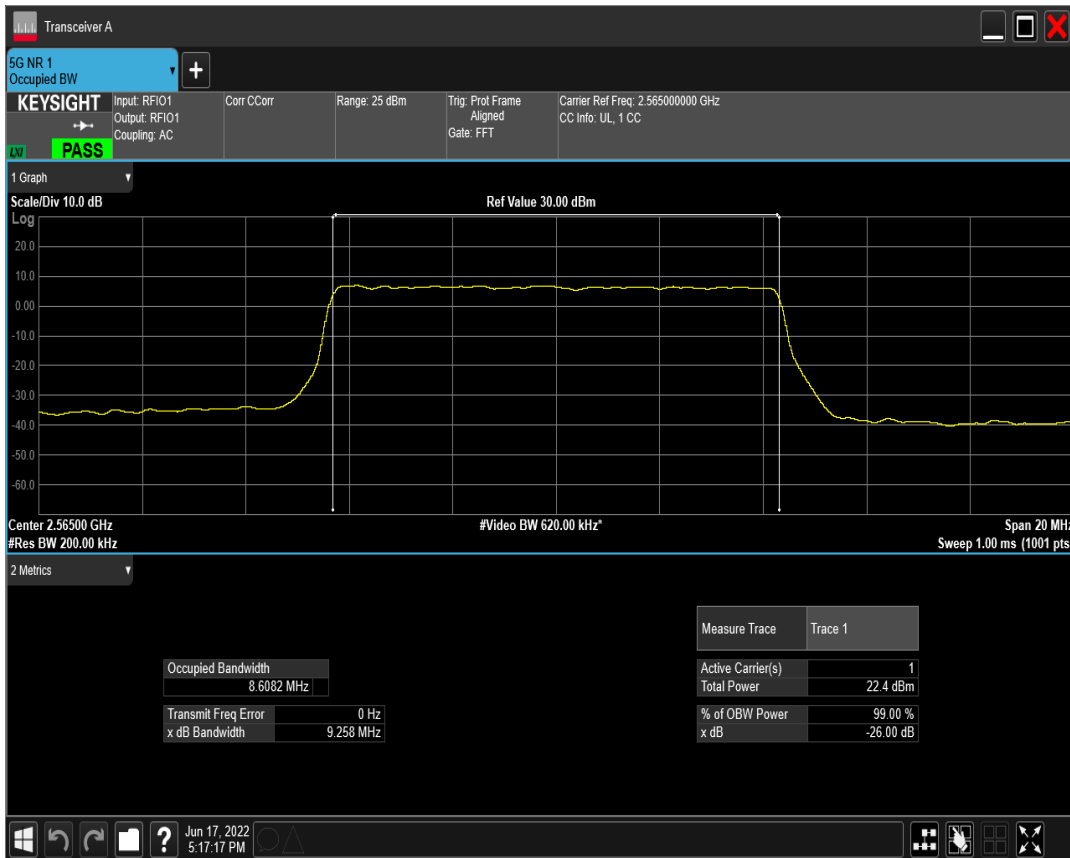 Transceiver A
5G NR 1
Occupied BW
+
KEYSIGHT
LXI
PASS
Input: RFIO1
Output: RFIO1
Coupling: AC
Corr CCorr
Range: 25 dBm
Trig: Prot Frame
Aligned
Gate: FFT
Carrier Ref Freq: 2.565000000 GHz
CC Info: UL, 1 CC
1 Graph
Scale/Div 10.0 dB
Ref Value 30.00 dBm
Log
20.0
10.0
0.00
-10.0
-20.0
-30.0
-40.0
-50.0
-60.0
Center 2.56500 GHz
#Video BW 620.00 kHz*
Span 20 MHz
#Res BW 200.00 kHz
Sweep 1.00 ms (1001 pts
2 Metrics
Measure Trace Trace 1
Occupied Bandwidth
8.6082 MHz
Active Carrier(s) 1
Total Power 22.4 dBm
Transmit Freq Error 0 Hz
x dB Bandwidth 9.258 MHz
% of OBW Power 99.00 %
x dB -26.00 dB
?
Jun 17, 2022
5:17:17 PM